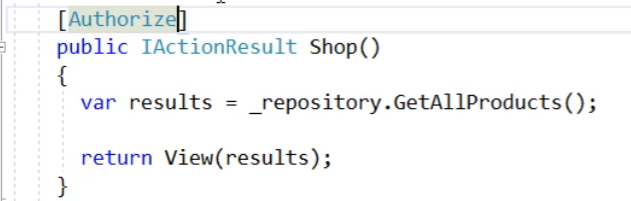 [Authorize]
public IActionResult Shop()
{
var results = _repository.GetAllProducts();
return View(results);
}